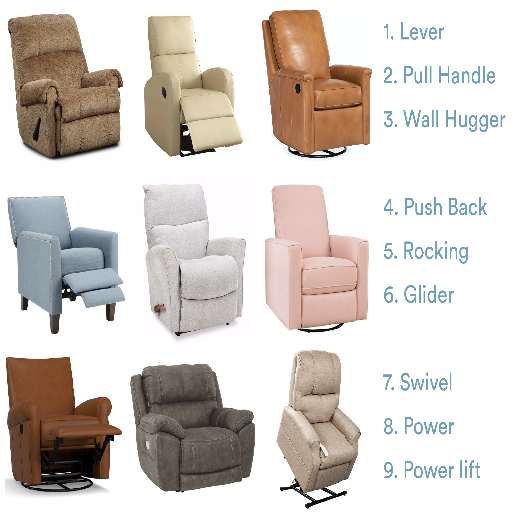 1. Lever
2. Pull Handle
3. Wall Hugger
4. Push Back
5. Rocking
6. Glider
7. Swivel
8. Power
9. Power lift